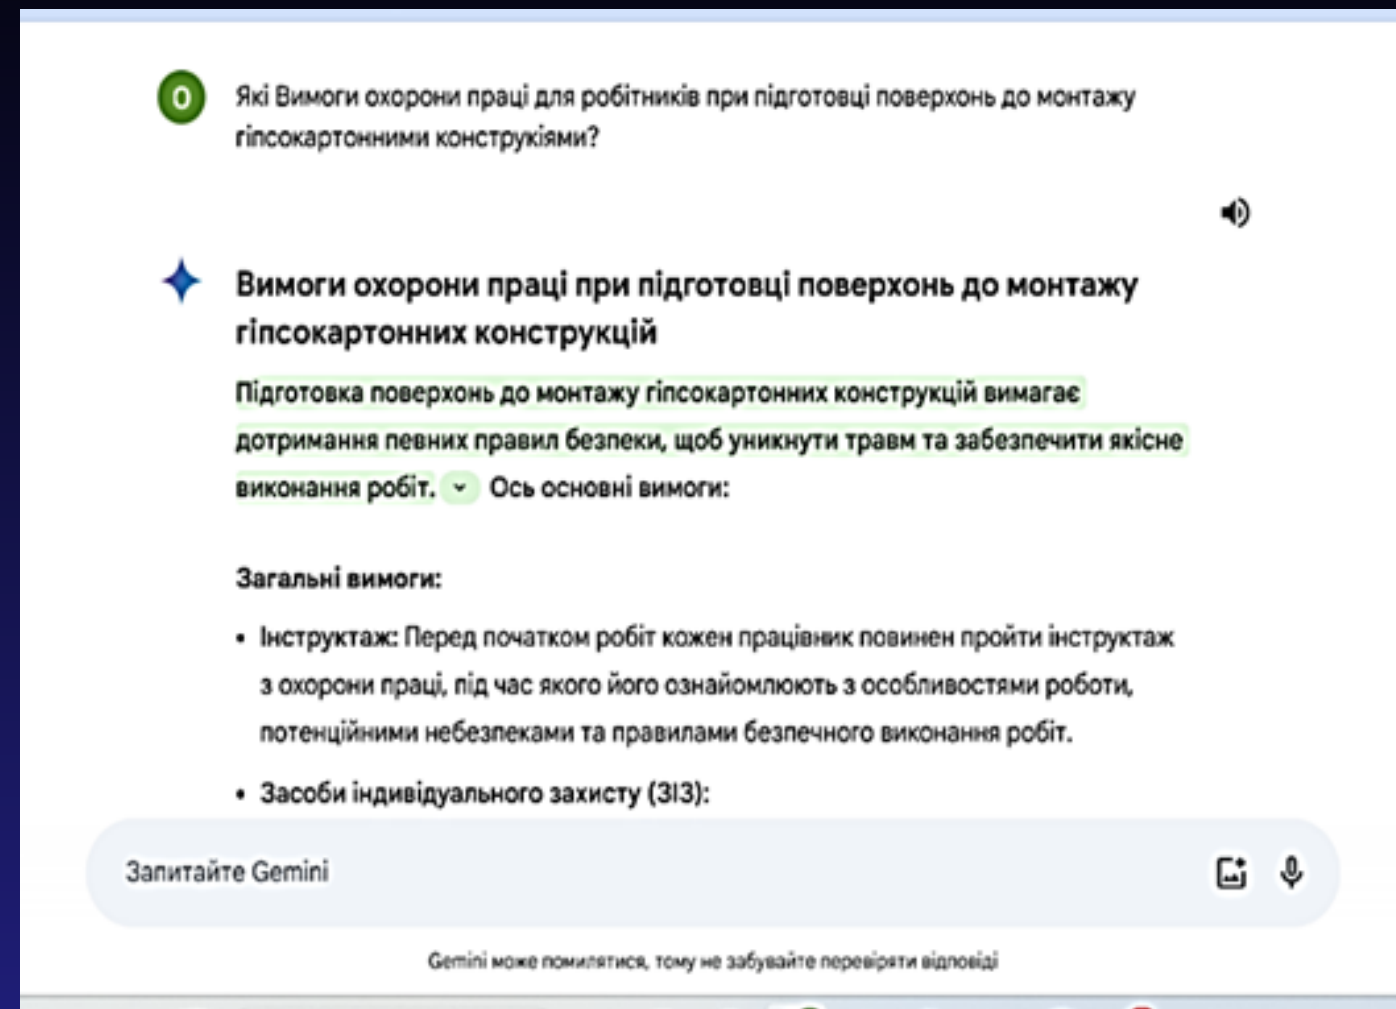 О
Які Вимоги охорони праці для робітників при підготовці поверхонь до монтажу
гіпсокартонними конструкіями?
Вимоги охорони праці при підготовці поверхонь до монтажу
гіпсокартонних конструкцій
Підготовка поверхонь до монтажу гіпсокартонних конструкцій вимагає
дотримання певних правил безпеки, щоб уникнути травм та забезпечити якісне
виконання робіт. Ось основні вимоги:
Загальні вимоги:
• Інструктаж: Перед початком робіт кожен працівник повинен пройти інструктаж
з охорони праці, під час якого його ознайомлюють з особливостями роботи,
потенційними небезпеками та правилами безпечного виконання робіт.
• Засоби індивідуального захисту (ЗІЗ):
Запитайте Gemini
Gemini може помилятися, тому не забувайте перевіряти відповіді